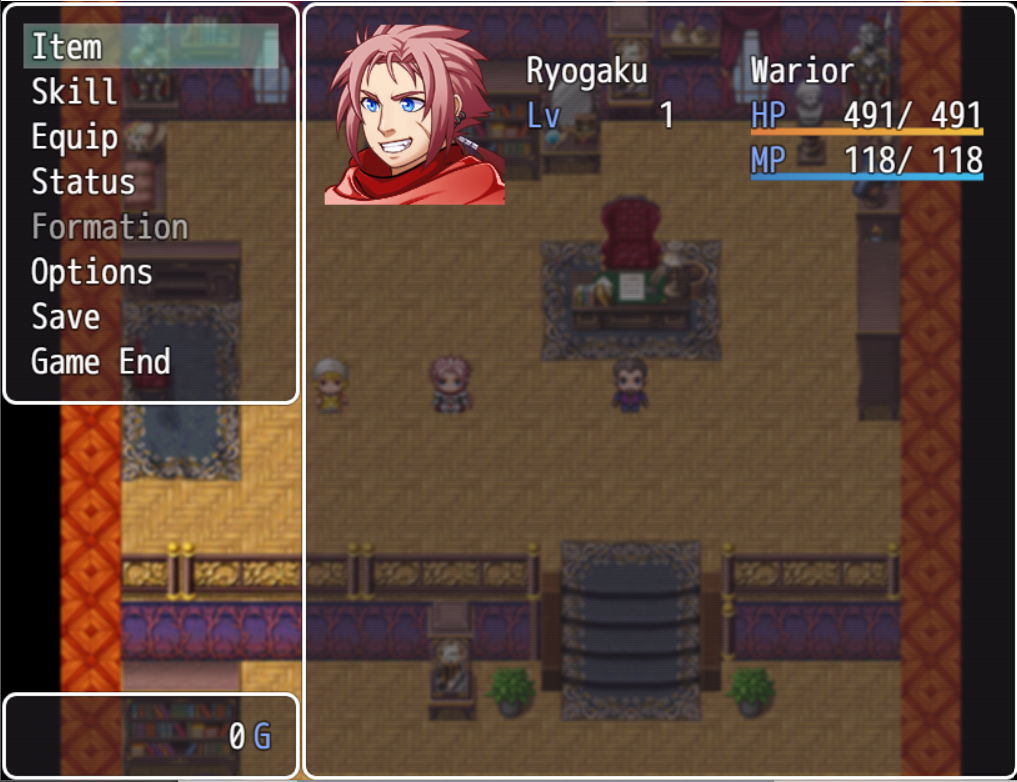 Item
Skill
Equip
Status
Formation
Options
Save
Game End
Ryogaku Warior
Lv 1 HP 491/ 491
MP 118/ 118
0 G